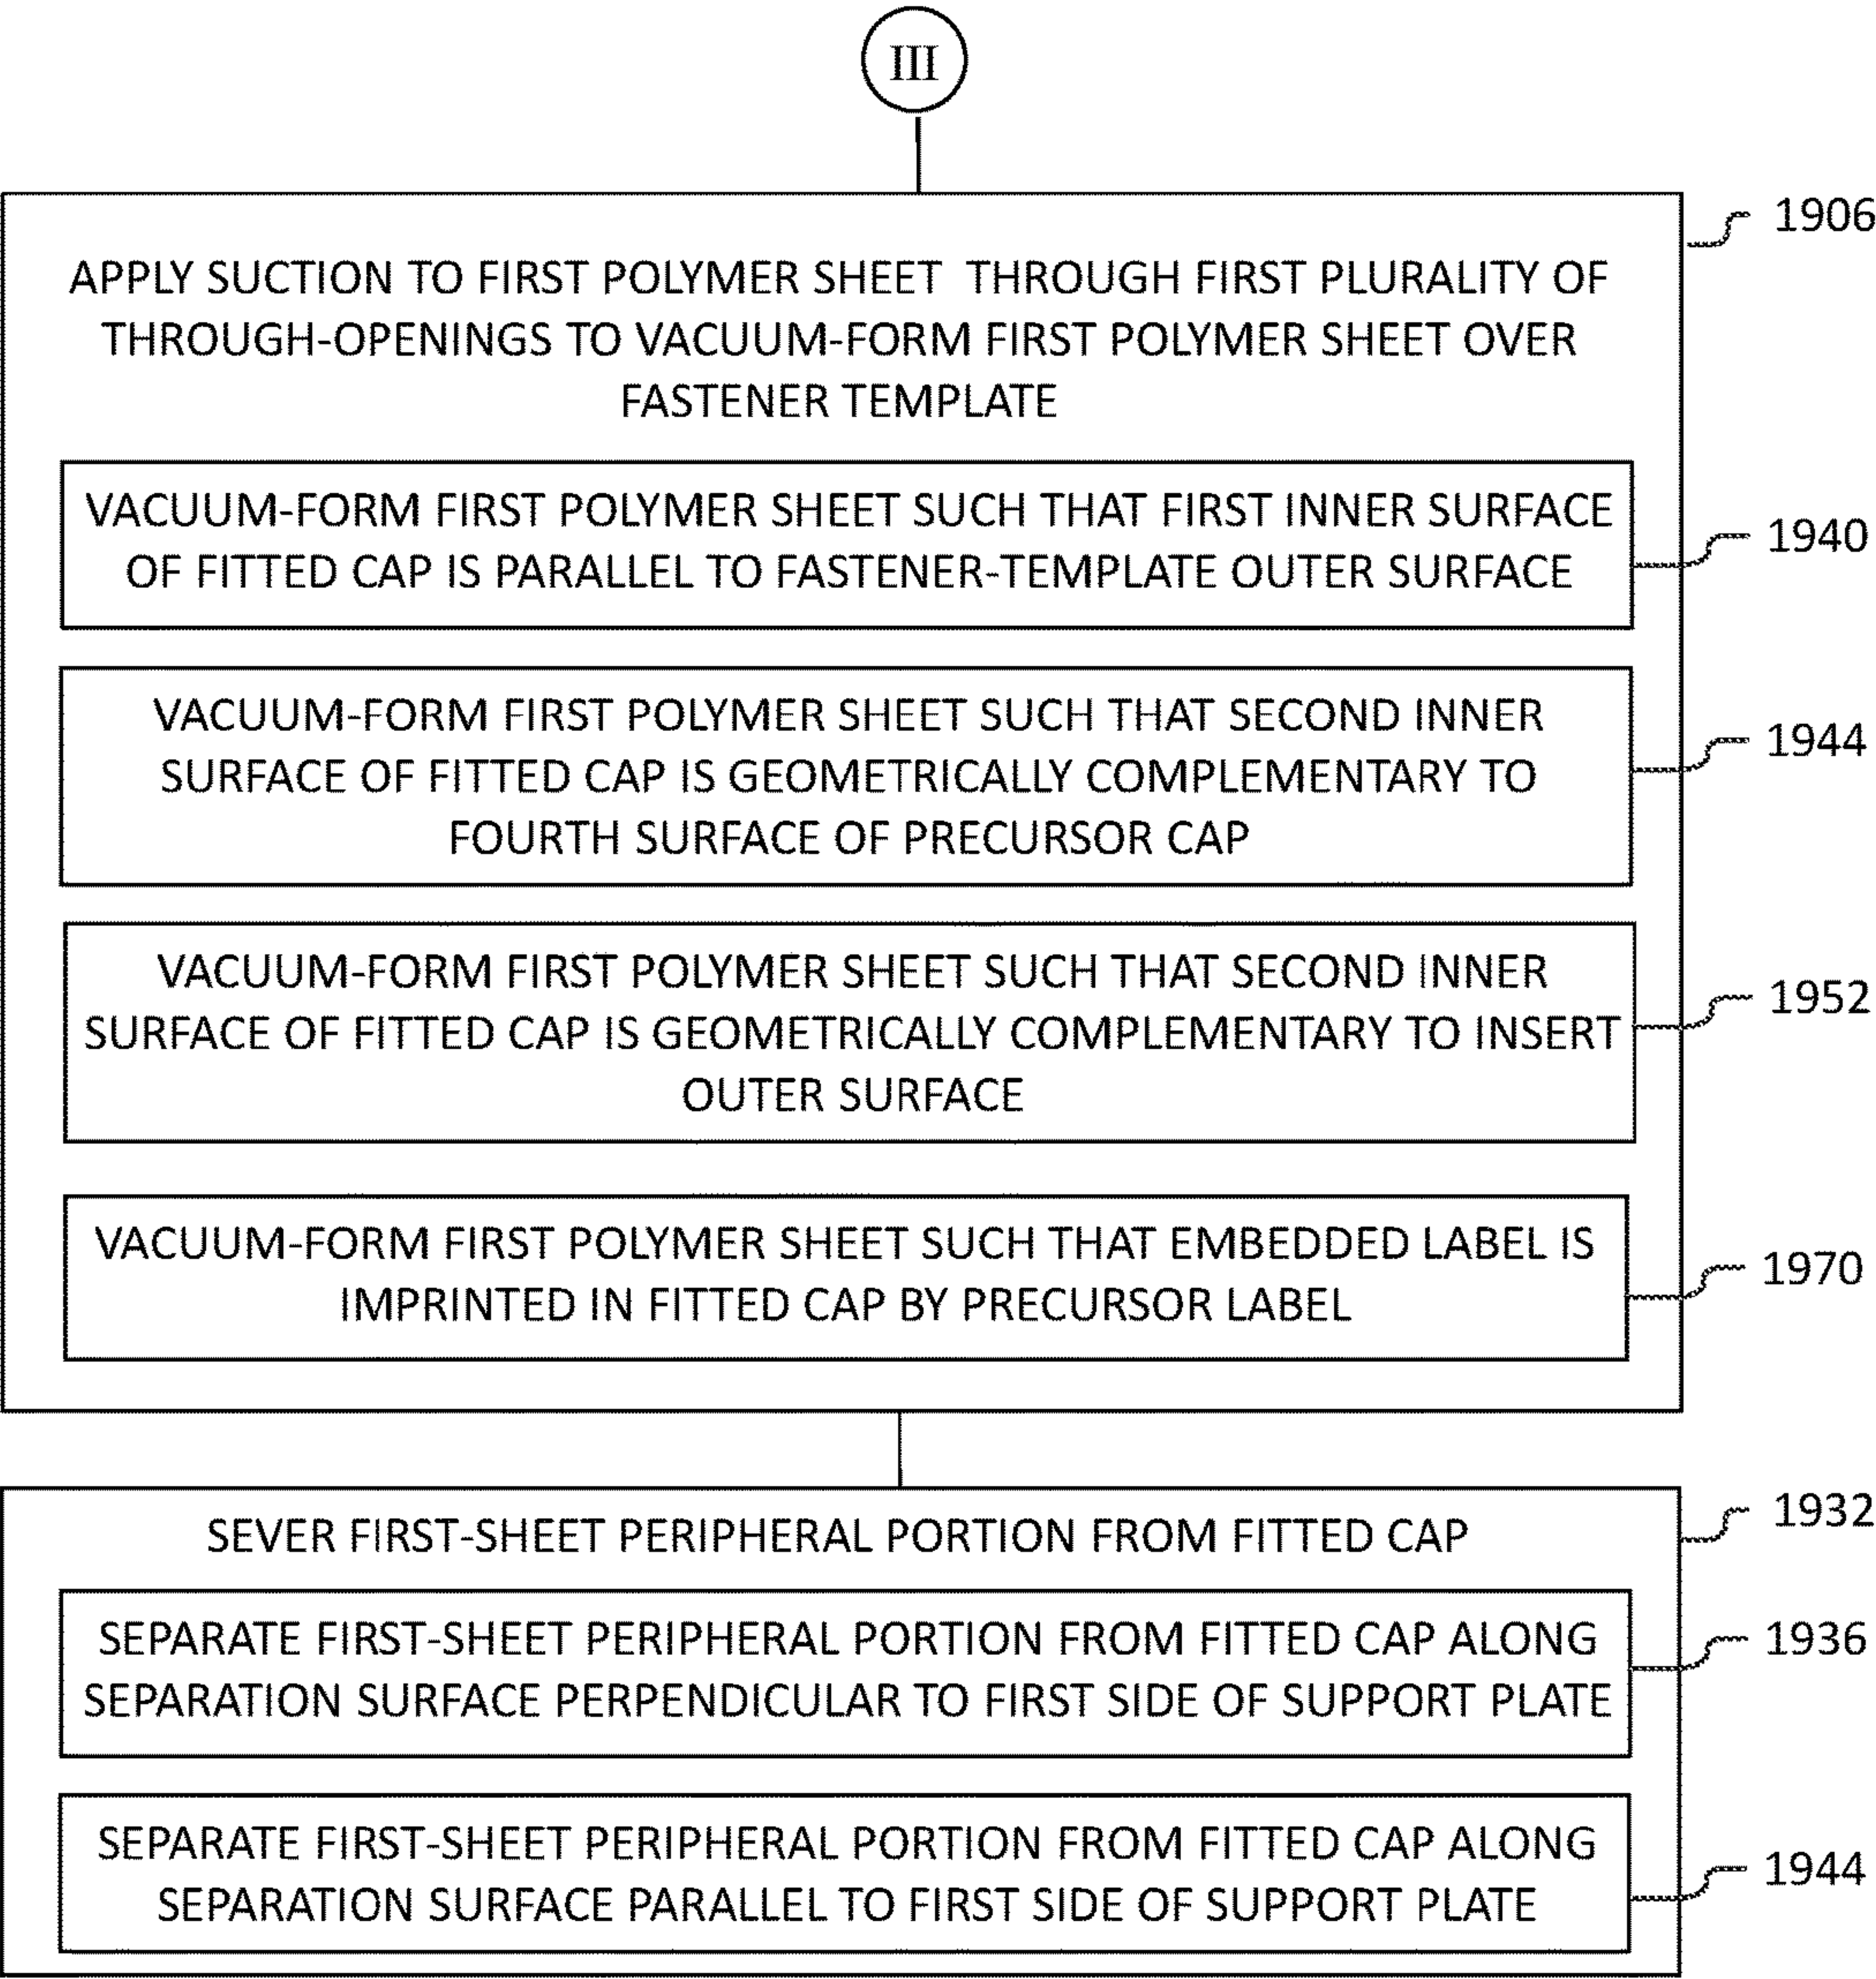 III
1906
APPLY SUCTION TO FIRST POLYMER SHEET THROUGH FIRST PLURALITY OF
THROUGH-OPENINGS TO VACUUM-FORM FIRST POLYMER SHEET OVER
FASTENER TEMPLATE
VACUUM-FORM FIRST POLYMER SHEET SUCH THAT FIRST INNER SURFACE
OF FITTED CAP IS PARALLEL TO FASTENER-TEMPLATE OUTER SURFACE
1940
VACUUM-FORM FIRST POLYMER SHEET SUCH THAT SECOND INNER
SURFACE OF FITTED CAP IS GEOMETRICALLY COMPLEMENTARY TO
FOURTH SURFACE OF PRECURSOR CAP
1944
VACUUM-FORM FIRST POLYMER SHEET SUCH THAT SECOND INNER
SURFACE OF FITTED CAP IS GEOMETRICALLY COMPLEMENTARY TO INSERT
OUTER SURFACE
1952
VACUUM-FORM FIRST POLYMER SHEET SUCH THAT EMBEDDED LABEL IS
IMPRINTED IN FITTED CAP BY PRECURSOR LABEL
1970
SEVER FIRST-SHEET PERIPHERAL PORTION FROM FITTED CAP
1932
SEPARATE FIRST-SHEET PERIPHERAL PORTION FROM FITTED CAP ALONG
SEPARATION SURFACE PERPENDICULAR TO FIRST SIDE OF SUPPORT PLATE
1936
SEPARATE FIRST-SHEET PERIPHERAL PORTION FROM FITTED CAP ALONG
SEPARATION SURFACE PARALLEL TO FIRST SIDE OF SUPPORT PLATE
1944